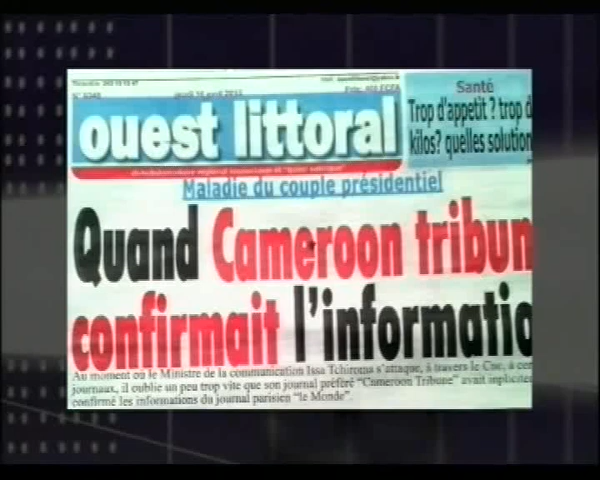 ouest littoral
Santé
Trop d'appetit ? trop d
kilos? quelles solution
Maladie du couple présidentiel
Quand Cameroon tribun
confirmait l'informatio
Au moment où le Ministre de la communication Issa Tchiroma s'attaque, à travers le Cnc, à cer
journaux, il oublie un peu trop vite que son journal préféré "Cameroon Tribune" avait implicitem
confirmé les informations du journal parisien "le Monde".